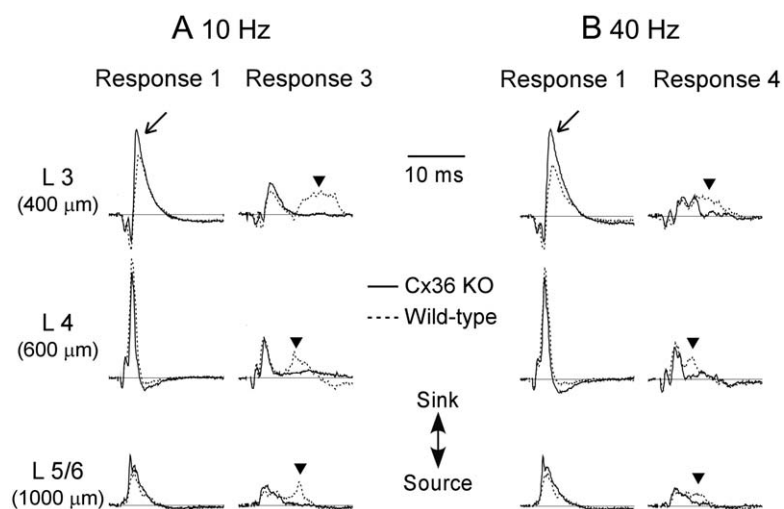 A 10 Hz
B 40 Hz
Response 1
Response 3
Response 1
Response 4
L 3
(400 μm)
10 ms
Cx36 KO
Wild-type
L 4
(600 μm)
Sink
Source
L 5/6
(1000 μm)